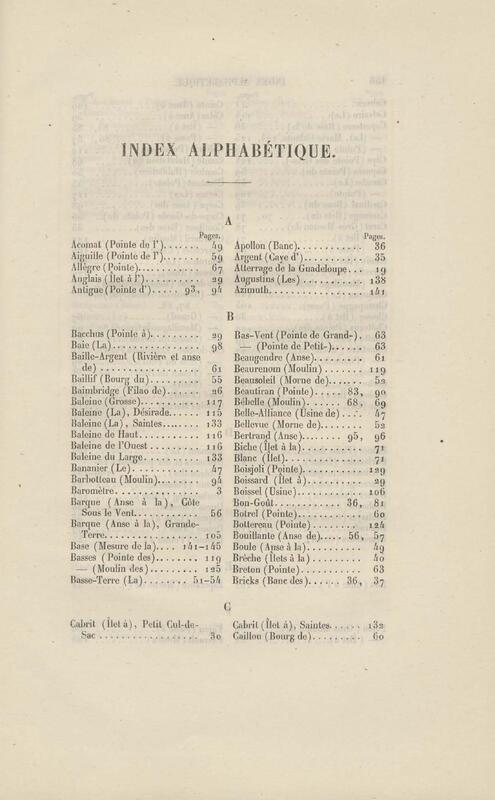 INDEX ALPHABÉTIQUE.
A
Pages.
Acomat (Pointe de l')....... 49
Aiguille (Pointe de l')...... 59
Allègre (Pointe)........... 67
Anglais (Îlet à l')........... 29
Antigue (Pointe d')..... 93, 94
Pages.
Apollon (Banc)............ 36
Argent (Caye d')........... 35
Atterrage de la Guadeloupe... 19
Augustins (Les)........... 138
Azimuth................. 141
B
Bacchus (Pointe à).......... 29
Baie (La)................. 98
Baille-Argent (Rivière et anse
de).................... 61
Baillif (Bourg du).......... 55
Baimbridge (Filao de)....... 26
Baleine (Grosse)........... 117
Baleine (La), Désirade...... 115
Baleine (La), Saintes....... 133
Baleine de Haut........... 116
Baleine de l'Ouest......... 116
Baleine du Large.......... 133
Bananier (Le)............. 47
Barbotteau (Moulin)........ 94
Baromètre................ 3
Barque (Anse à la), Côte
Sous le Vent............. 56
Barque (Anse à la), Grande-
Terre.................. 105
Base (Mesure de la).... 141-145
Basses (Pointe des)......... 119
— (Moulin des)......... 125
Basse-Terre (La)........ 51-54
Bas-Vent (Pointe de Grand-). 63
— (Pointe de Petit-).. 63
Beaugendre (Anse)......... 61
Beaurenom (Moulin)....... 119
Beausoleil (Morne de)....... 52
Beautiran (Pointe)..... 83, 90
Bébelle (Moulin)....... 68, 69
Belle-Alliance (Usine de).... 47
Bellevue (Morne de)........ 52
Bertrand (Anse)....... 95, 96
Biche (Îlet à la)........... 71
Blanc (Îlet)............... 71
Boisjoli (Pointe)........... 129
Boissard (Îlet à)........... 29
Boissel (Usine)............ 106
Bon-Goût............ 36, 81
Botrel (Pointe)............ 60
Bottereau (Pointe)......... 124
Bouillante (Anse de)..... 56, 57
Boule (Anse à la).......... 49
Brèche (Îlets à la).......... 40
Breton (Pointe)........... 63
Bricks (Banc des)...... 36, 37
C
Cabrit (Îlet à), Petit Cul-de-
Sac................... 30
Cabrit (Îlet à), Saintes...... 132
Caillou (Bourg de)......... 60